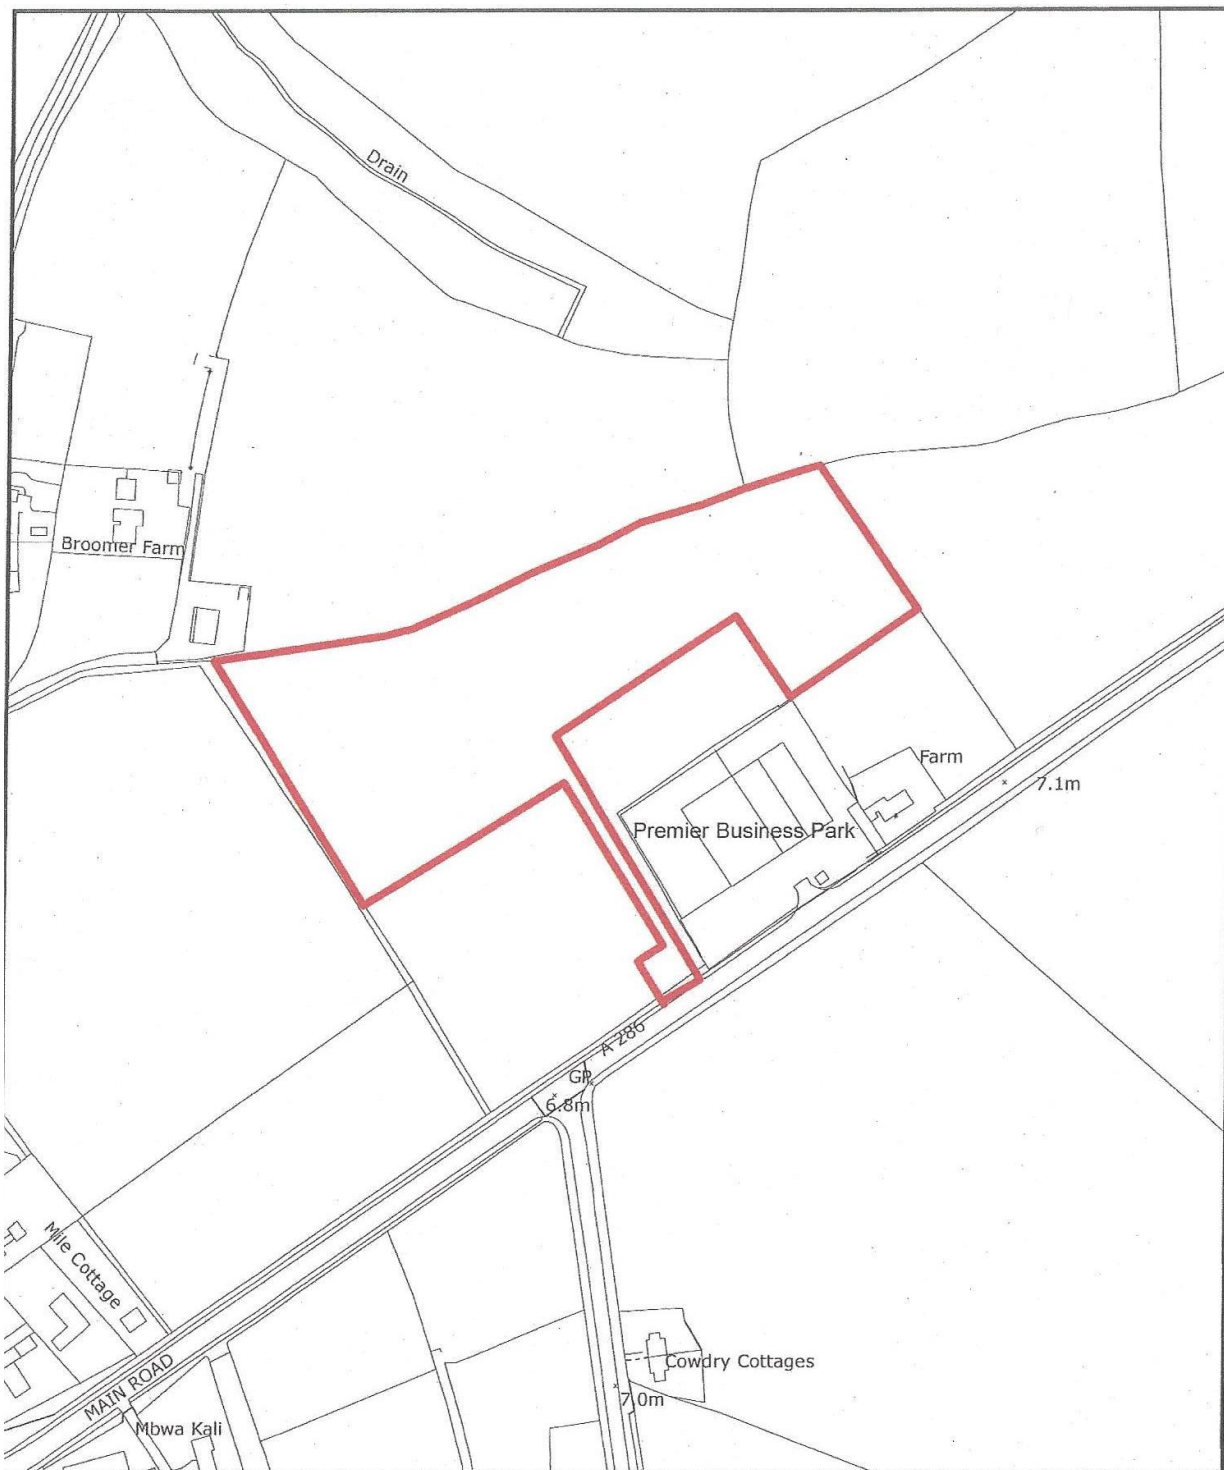 Drain
Broomer Farm
Farm
7.1m
Premier Business Park
A 286
GP
6.8m
Mile Cottage
Cowdry Cottages
MAIN ROAD
7.0m
Mbwa Kali